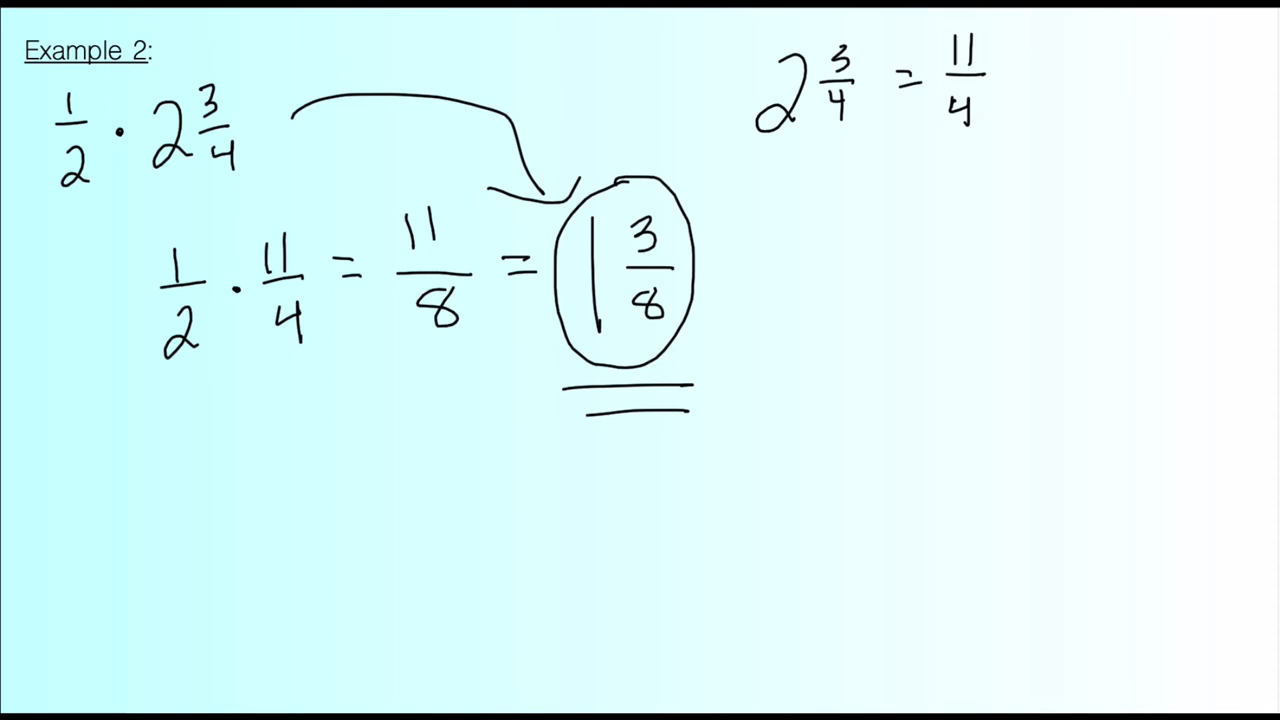 Example 2:
1/2 · 2 3/4
2 3/4 = 11/4
1/2 · 11/4 = 11/8 = 1 3/8